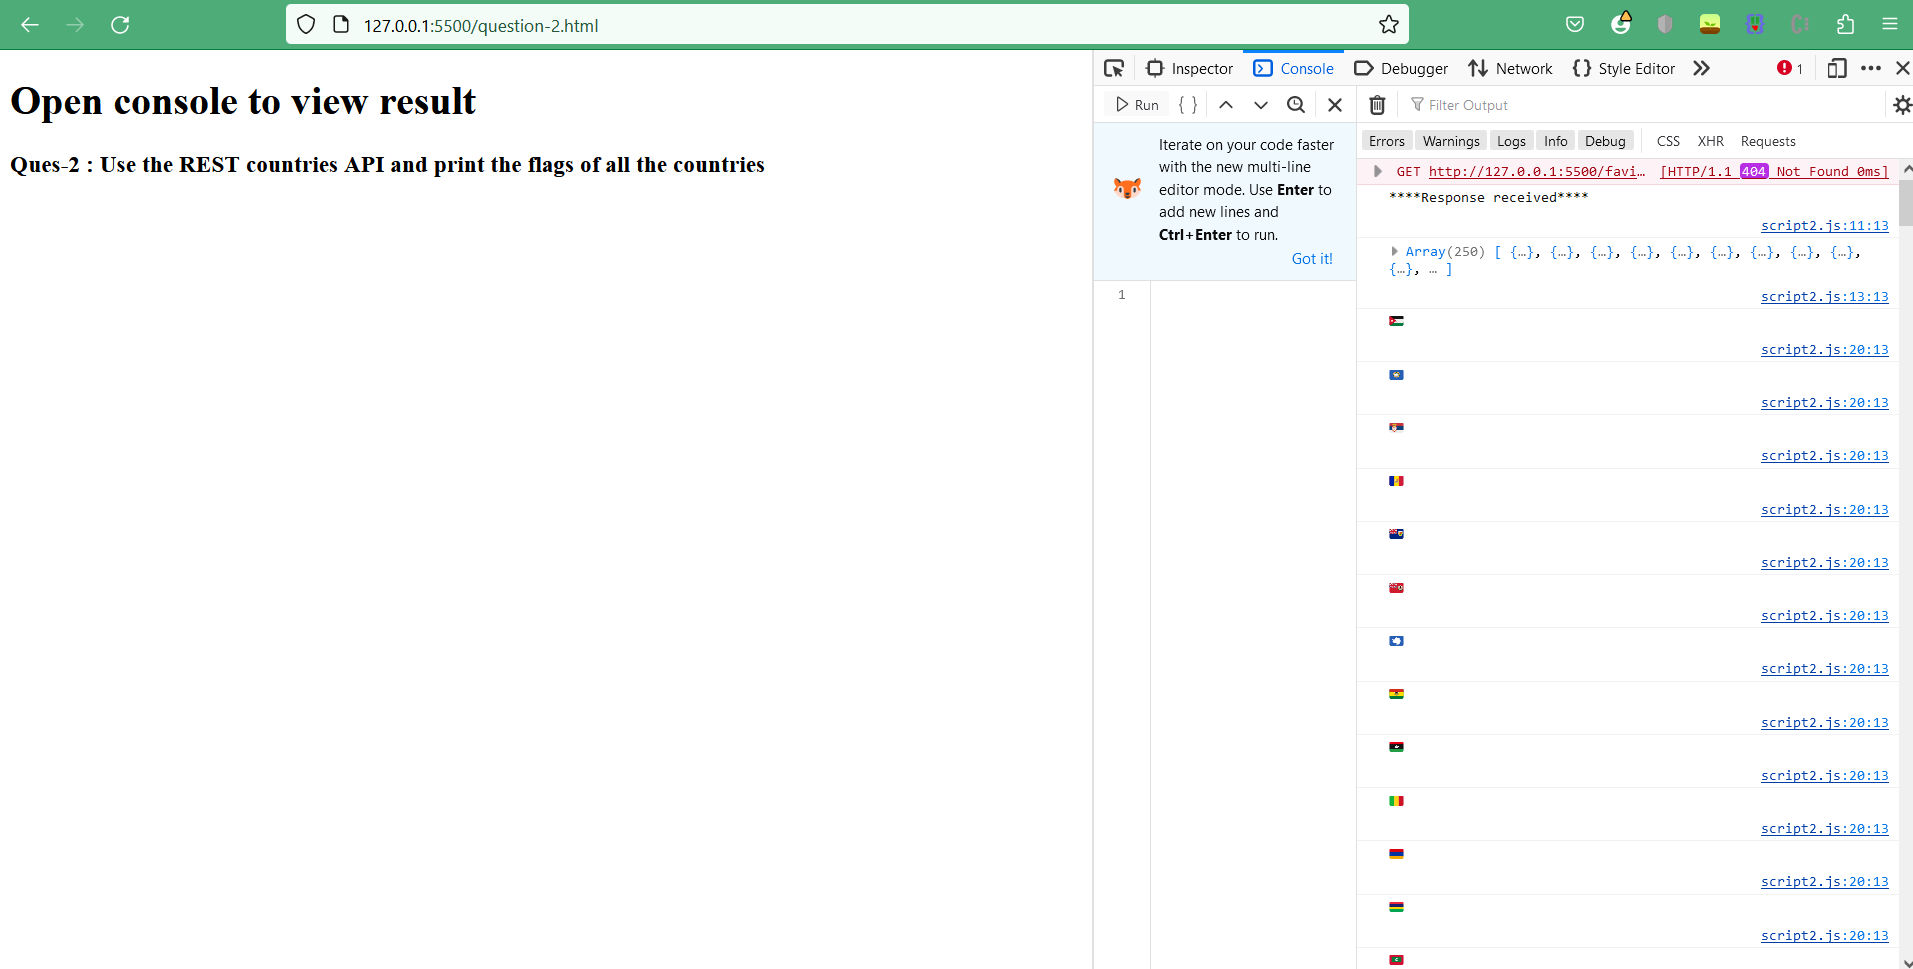 127.0.0.1:5500/question-2.html
Open console to view result
Ques-2 : Use the REST countries API and print the flags of all the countries
Inspector Console Debugger Network Style Editor 1
Run { } Filter Output
Errors Warnings Logs Info Debug CSS XHR Requests
Iterate on your code faster
with the new multi-line
editor mode. Use Enter to
add new lines and
Ctrl+Enter to run.
Got it!
1
GET http://127.0.0.1:5500/favi… [HTTP/1.1 404 Not Found 0ms]
****Response received****
script2.js:11:13
Array(250) [ {…}, {…}, {…}, {…}, {…}, {…}, {…}, {…}, {…},
{…}, … ]
script2.js:13:13
script2.js:20:13
script2.js:20:13
script2.js:20:13
script2.js:20:13
script2.js:20:13
script2.js:20:13
script2.js:20:13
script2.js:20:13
script2.js:20:13
script2.js:20:13
script2.js:20:13
script2.js:20:13